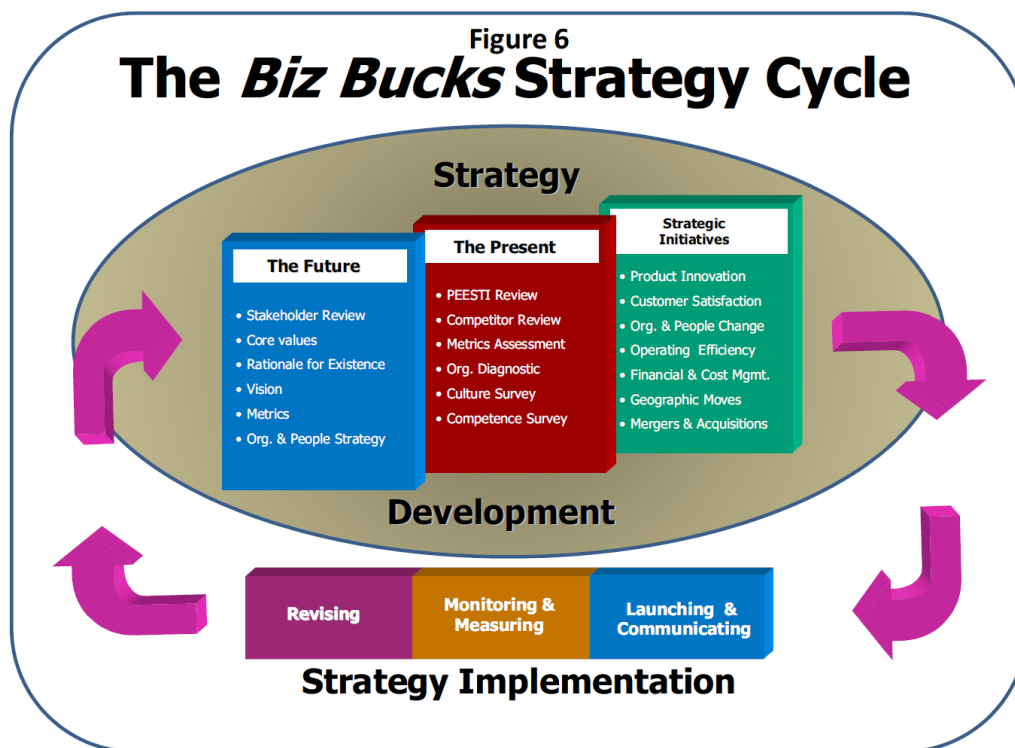 Figure 6
The Biz Bucks Strategy Cycle
Strategy
The Future
• Stakeholder Review
• Core values
• Rationale for Existence
• Vision
• Metrics
• Org. & People Strategy
The Present
• PEESTI Review
• Competitor Review
• Metrics Assessment
• Org. Diagnostic
• Culture Survey
• Competence Survey
Strategic
Initiatives
• Product Innovation
• Customer Satisfaction
• Org. & People Change
• Operating Efficiency
• Financial & Cost Mgmt.
• Geographic Moves
• Mergers & Acquisitions
Development
Revising
Monitoring &
Measuring
Launching &
Communicating
Strategy Implementation